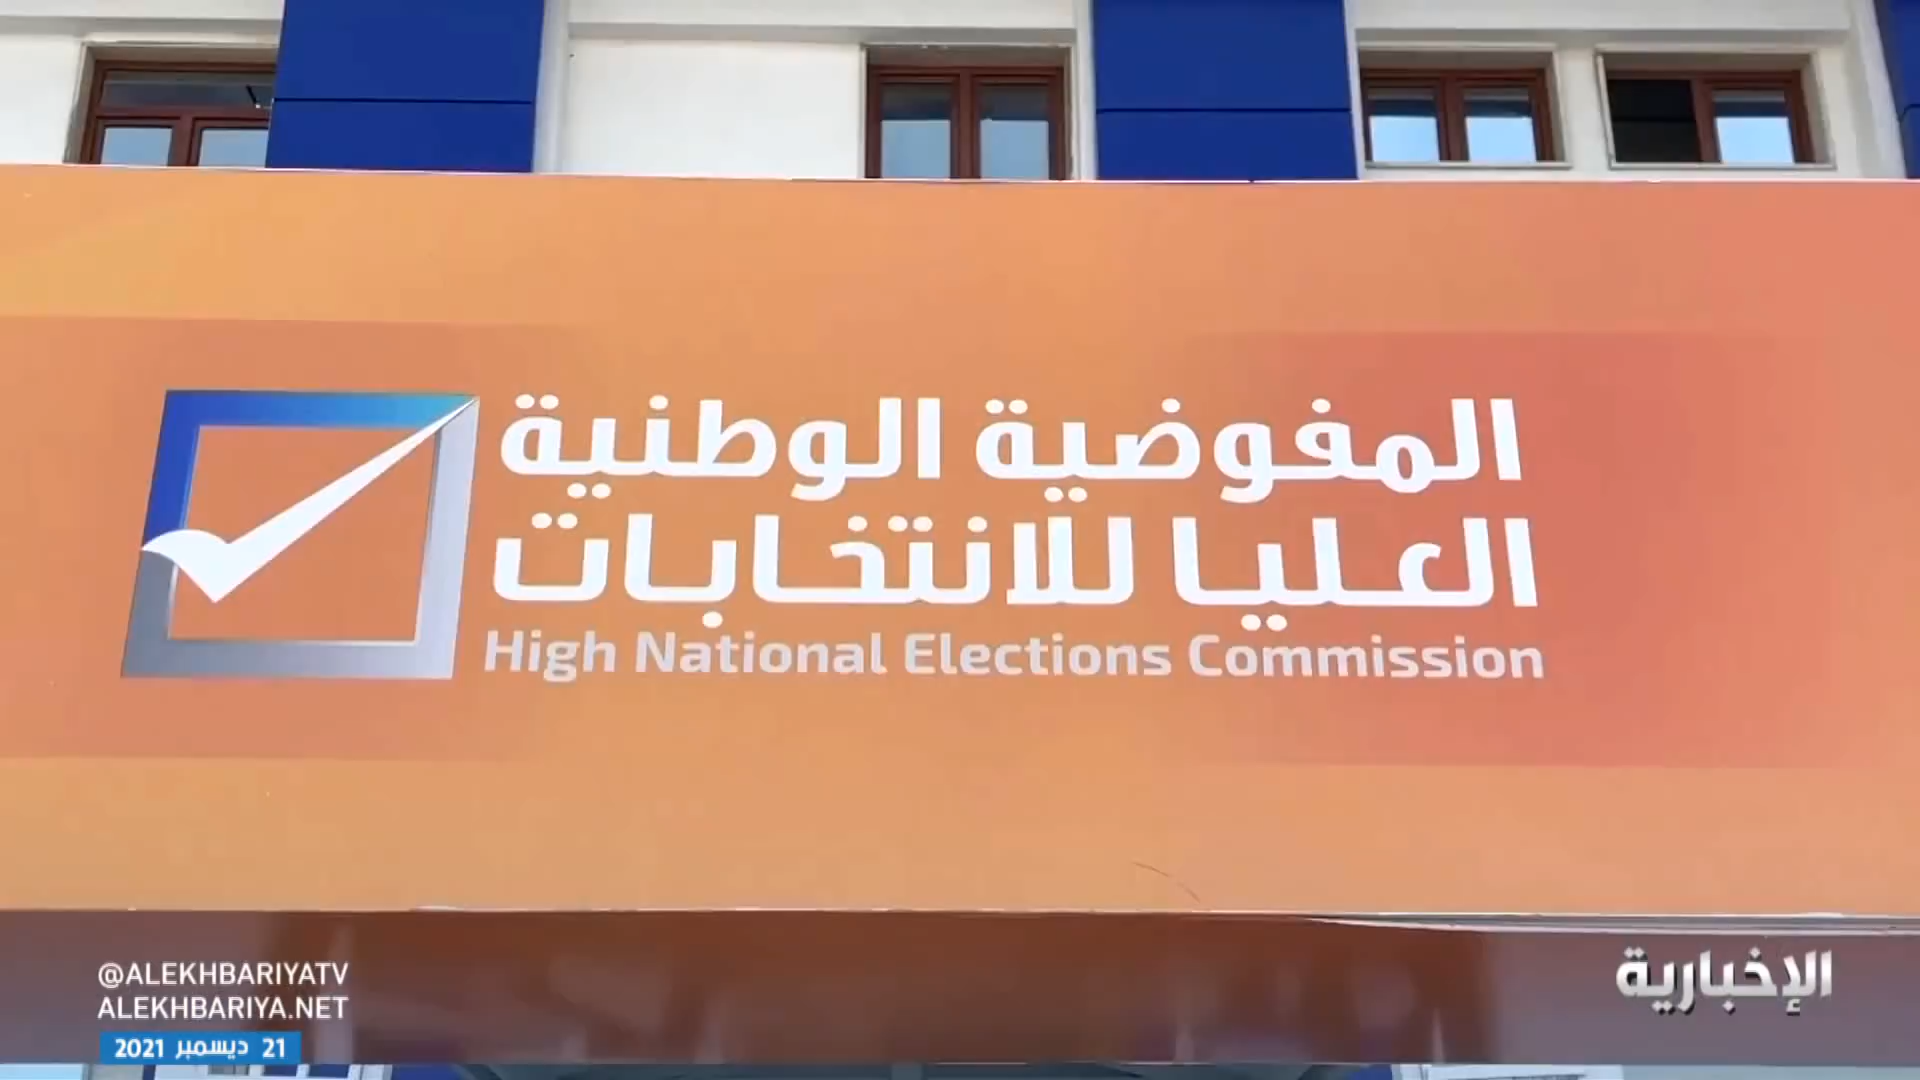 المفوضية الوطنية
العليا للانتخابات
High National Elections Commission
@ALEKHBARIYATV
ALEKHBARIYA.NET
21 ديسمبر 2021
الإخبارية